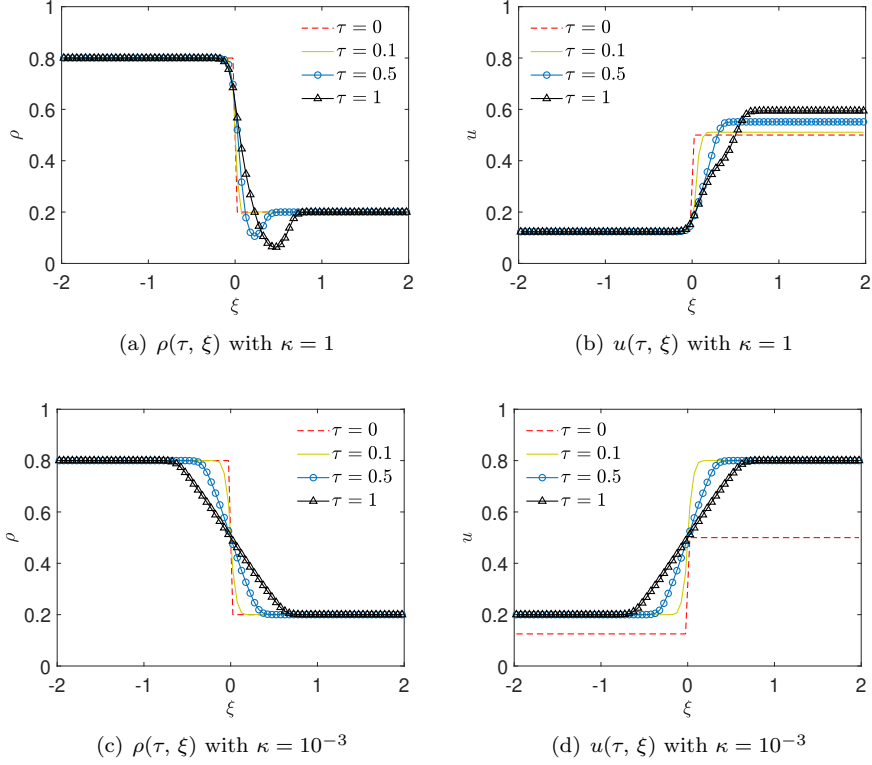 1
0.8
0.6
0.4
0.2
0
ρ
-2
-1
0
1
2
ξ
τ = 0
τ = 0.1
τ = 0.5
τ = 1
(a) ρ(τ, ξ) with κ = 1
1
0.8
0.6
0.4
0.2
0
u
-2
-1
0
1
2
ξ
τ = 0
τ = 0.1
τ = 0.5
τ = 1
(b) u(τ, ξ) with κ = 1
1
0.8
0.6
0.4
0.2
0
ρ
-2
-1
0
1
2
ξ
τ = 0
τ = 0.1
τ = 0.5
τ = 1
(c) ρ(τ, ξ) with κ = 10⁻³
1
0.8
0.6
0.4
0.2
0
u
-2
-1
0
1
2
ξ
τ = 0
τ = 0.1
τ = 0.5
τ = 1
(d) u(τ, ξ) with κ = 10⁻³